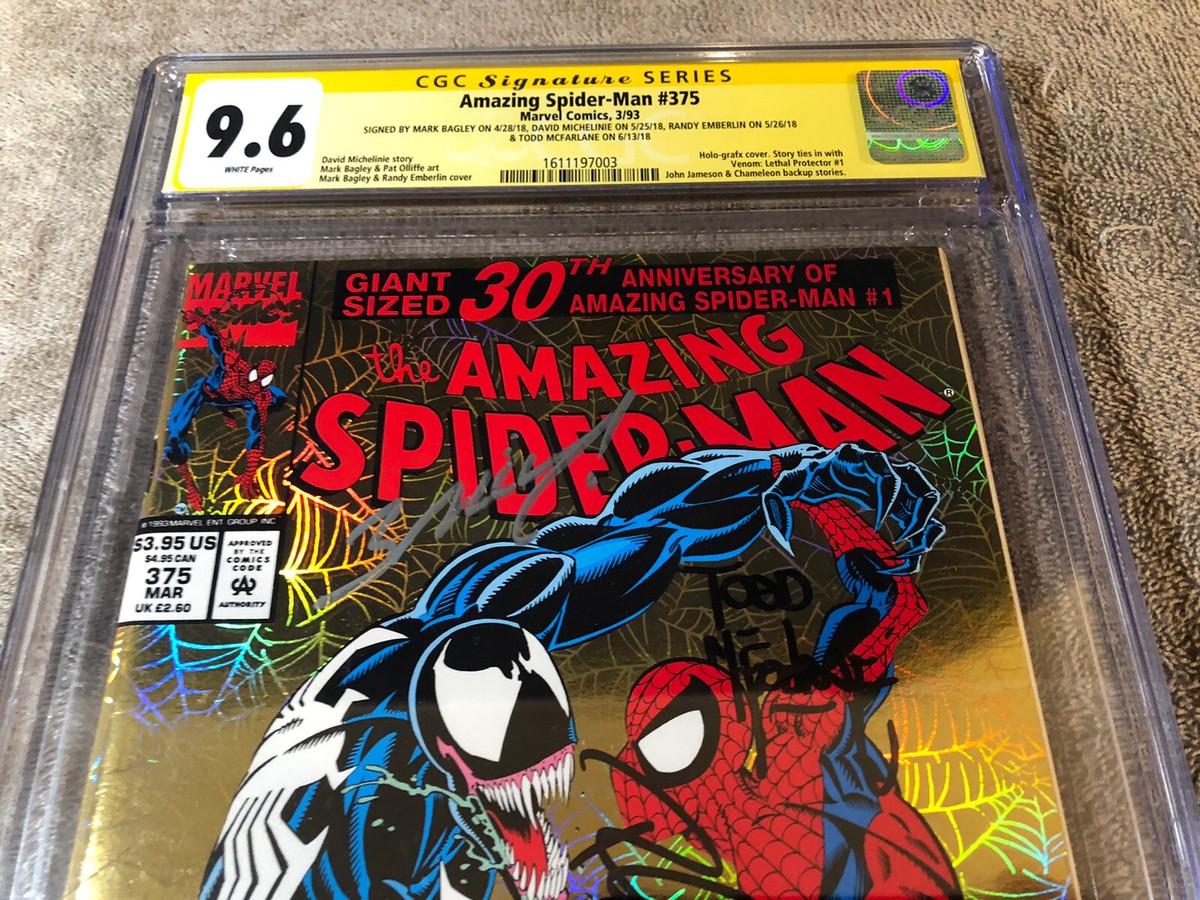 CGC Signature SERIES
Amazing Spider-Man #375
Marvel Comics, 3/93
SIGNED BY MARK BAGLEY ON 4/28/18, DAVID MICHELINIE ON 5/25/18, RANDY EMBERLIN ON 5/26/18
& TODD MCFARLANE ON 6/13/18
9.6
WHITE Pages
David Michelinie story
Mark Bagley & Pat Olliffe art
Mark Bagley & Randy Emberlin cover
1611197003
Holo-grafx cover. Story ties in with
Venom: Lethal Protector #1
John Jameson & Chameleon backup stories.
MARVEL
GIANT
SIZED
30TH
ANNIVERSARY OF
AMAZING SPIDER-MAN #1
the AMAZING
SPIDER-MAN
®
© 1993 MARVEL ENT GROUP INC
$3.95 US
$4.95 CAN
375
MAR
UK £2.60
APPROVED
BY THE
COMICS
CODE
CA
AUTHORITY
TODD